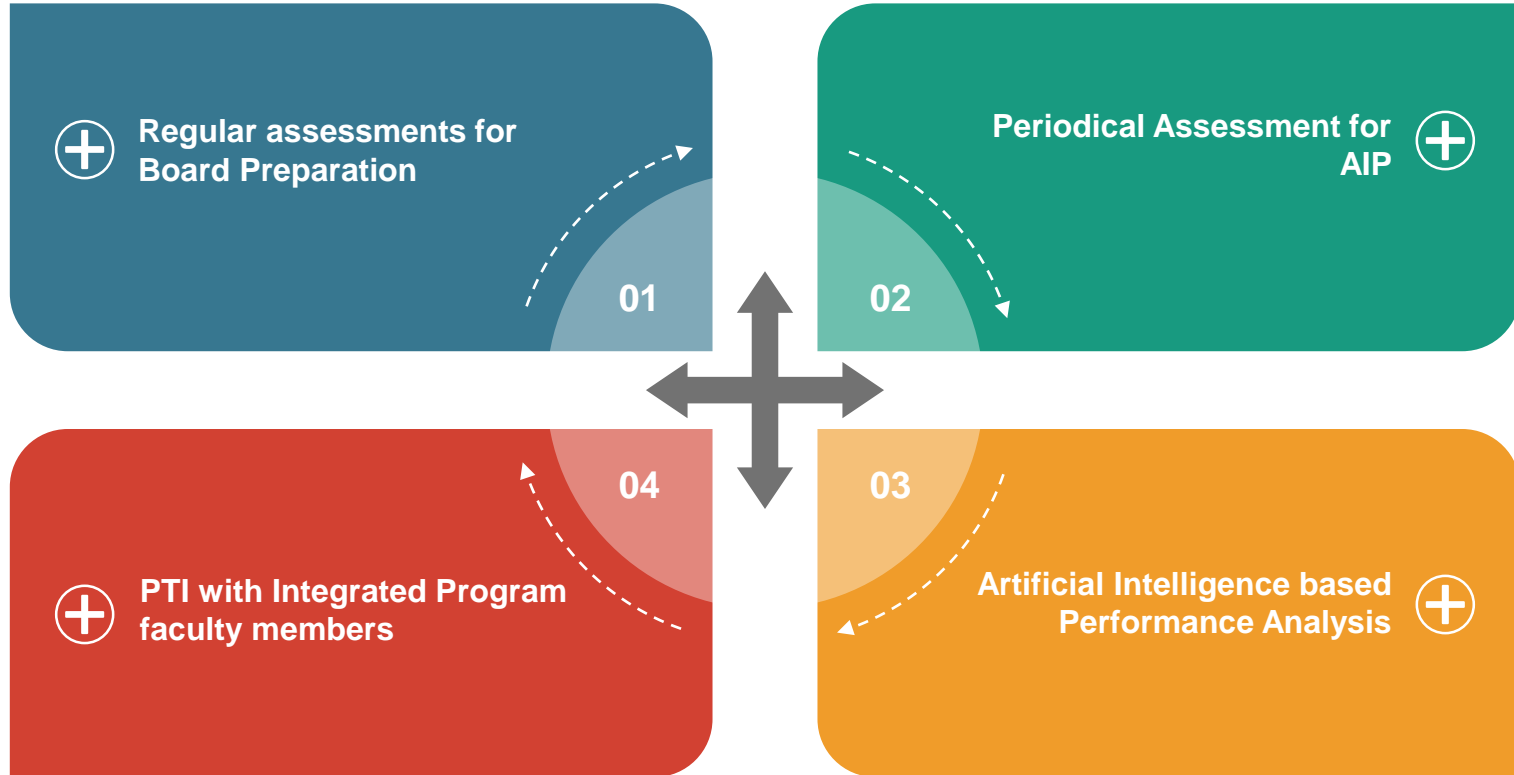 Regular assessments for
Board Preparation
01
Periodical Assessment for
AIP
02
04
PTI with Integrated Program
faculty members
03
Artificial Intelligence based
Performance Analysis